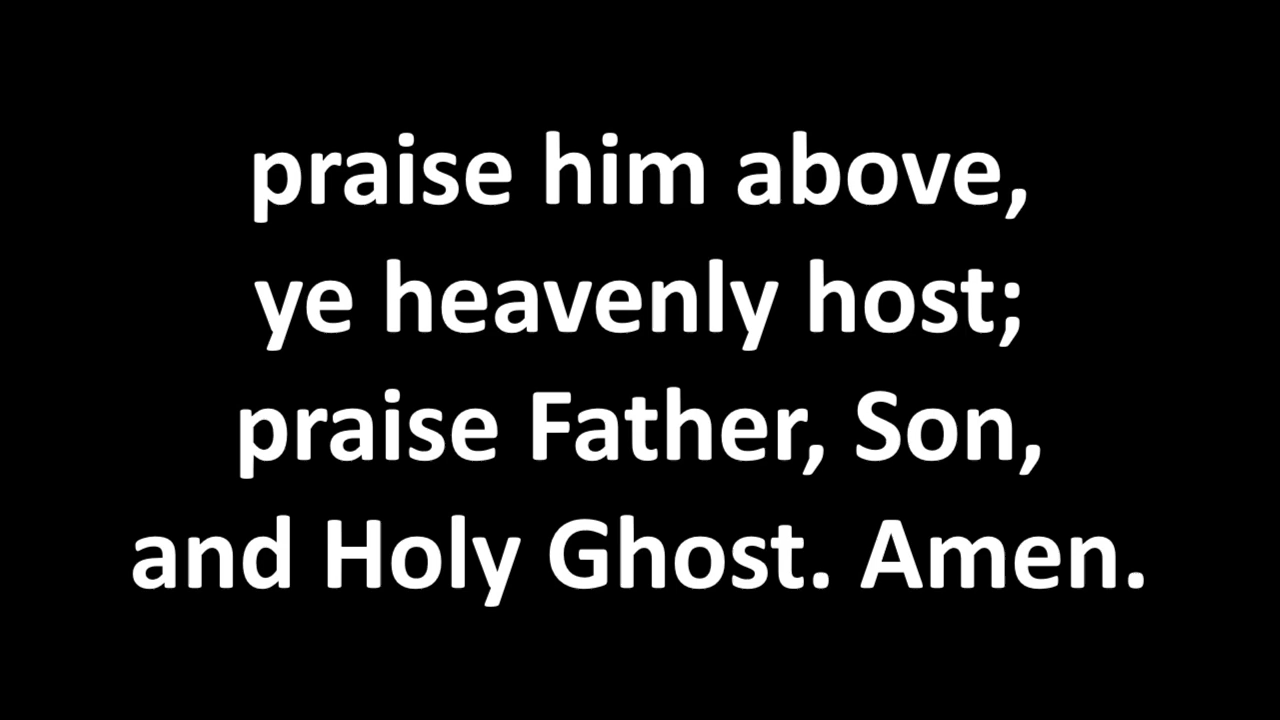 praise him above,
ye heavenly host;
praise Father, Son,
and Holy Ghost. Amen.